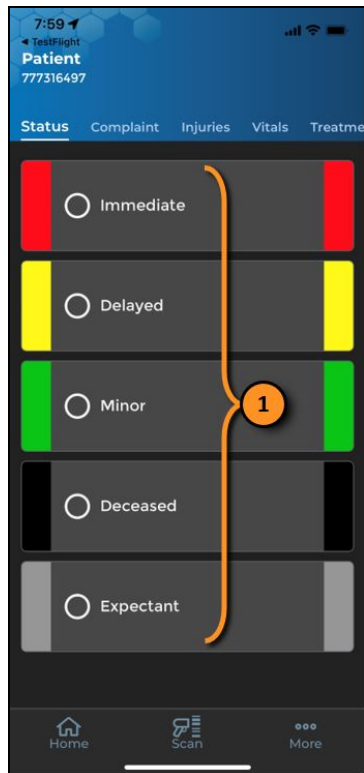 7:59
TestFlight
Patient
777316497
Status Complaint Injuries Vitals Treatme
Immediate
Delayed
Minor
1
Deceased
Expectant
Home Scan More